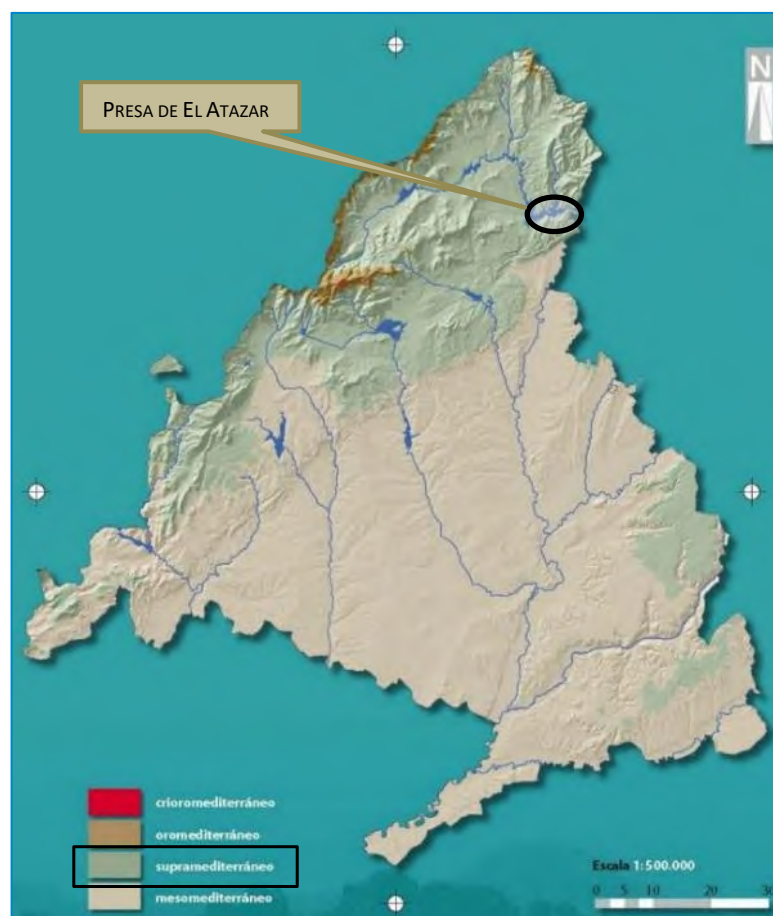 N
PRESA DE EL ATAZAR
crioromediterráneo
oromediterráneo
supramediterráneo
mesomediterráneo
Escala 1:500.000
0 5 10 20 30